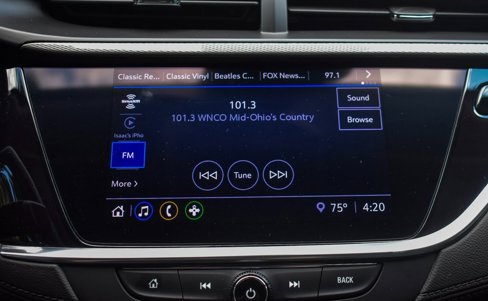 Classic Re... Classic Vinyl Beatles C... FOX News... 97.1
SiriusXM
101.3
Sound
101.3 WNCO Mid-Ohio's Country
Browse
Isaac's iPho
FM
Tune
More
75° 4:20
BACK